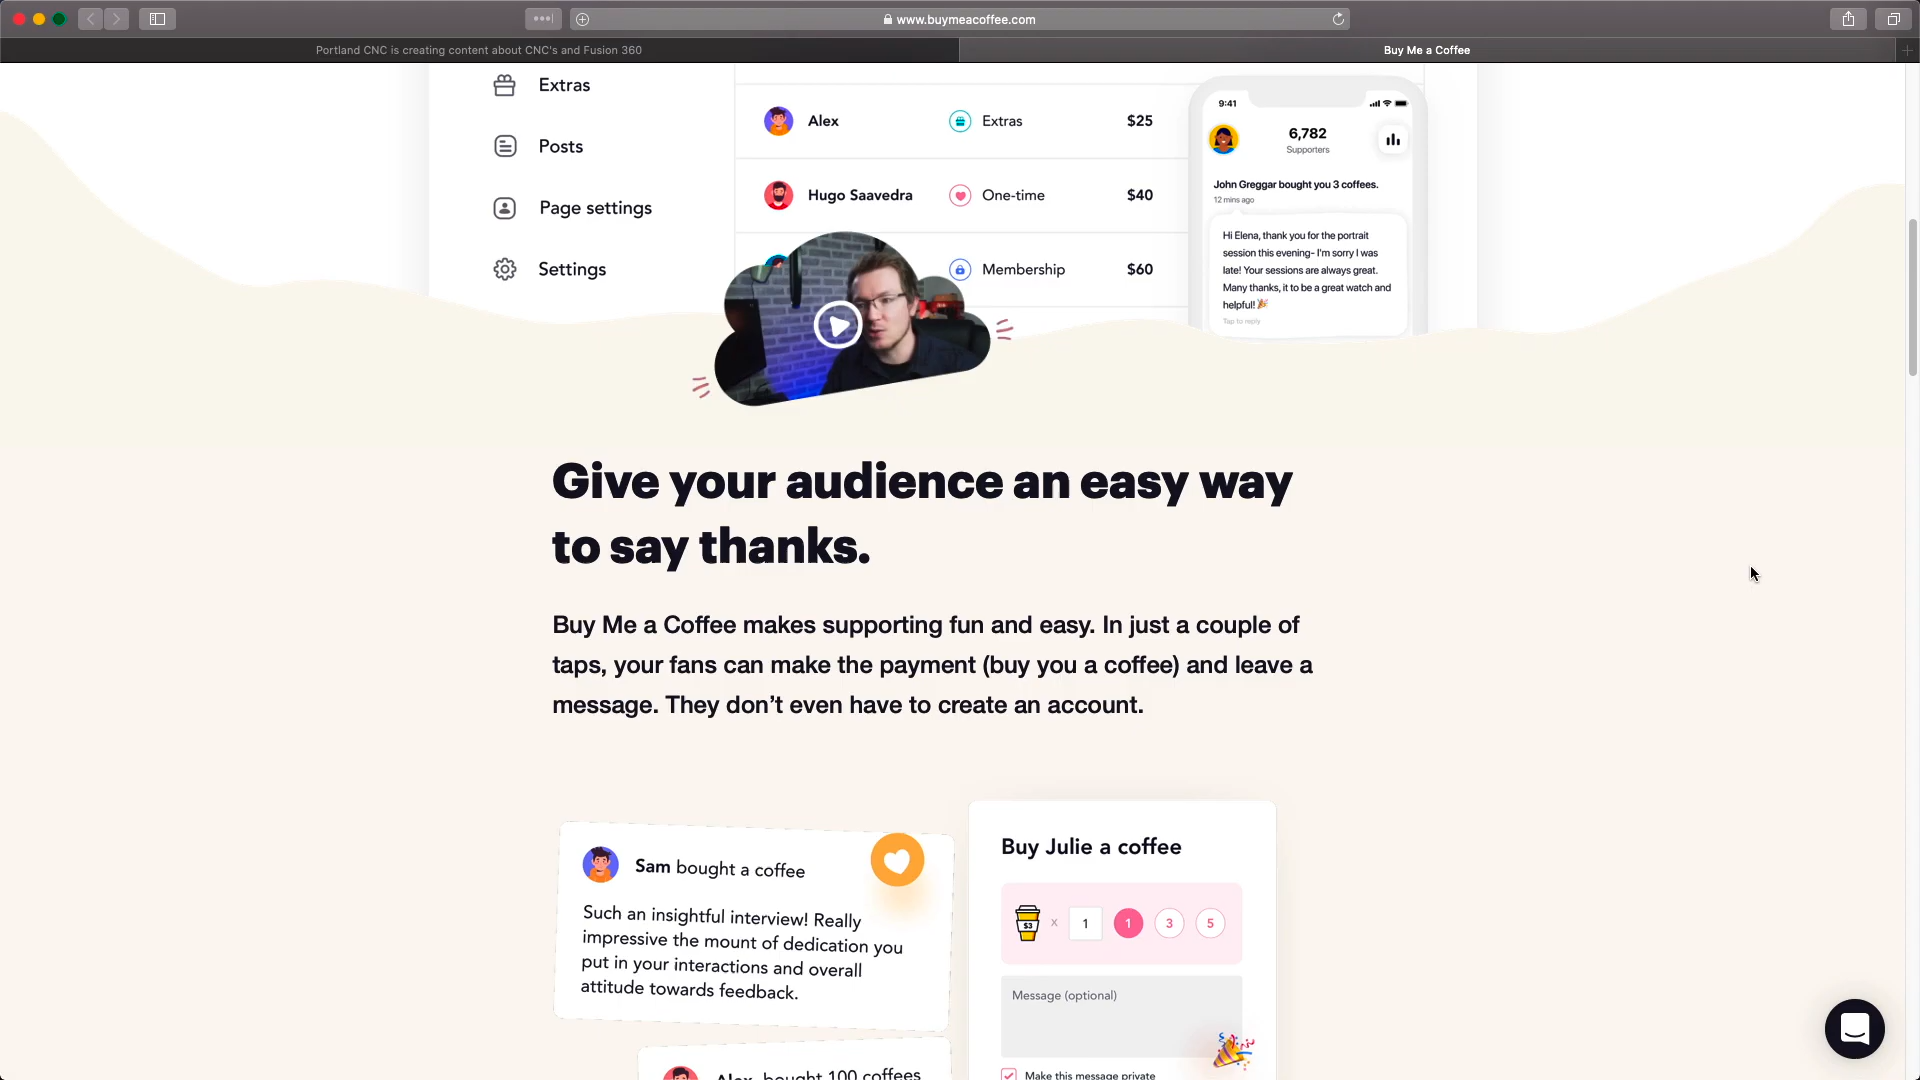 www.buymeacoffee.com
Portland CNC is creating content about CNC's and Fusion 360
Buy Me a Coffee
Extras
Posts
Page settings
Settings
Alex
Extras
$25
Hugo Saavedra
One-time
$40
Membership
$60
9:41
6,782
Supporters
John Greggar bought you 3 coffees.
12 mins ago
Hi Elena, thank you for the portrait
session this evening- I'm sorry I was
late! Your sessions are always great.
Many thanks, it to be a great watch and
helpful!
Tap to reply
Give your audience an easy way
to say thanks.
Buy Me a Coffee makes supporting fun and easy. In just a couple of
taps, your fans can make the payment (buy you a coffee) and leave a
message. They don’t even have to create an account.
Sam bought a coffee
Such an insightful interview! Really
impressive the mount of dedication you
put in your interactions and overall
attitude towards feedback.
Alex bought 100 coffees
Buy Julie a coffee
$3 x 1 1 3 5
Message (optional)
Make this message private